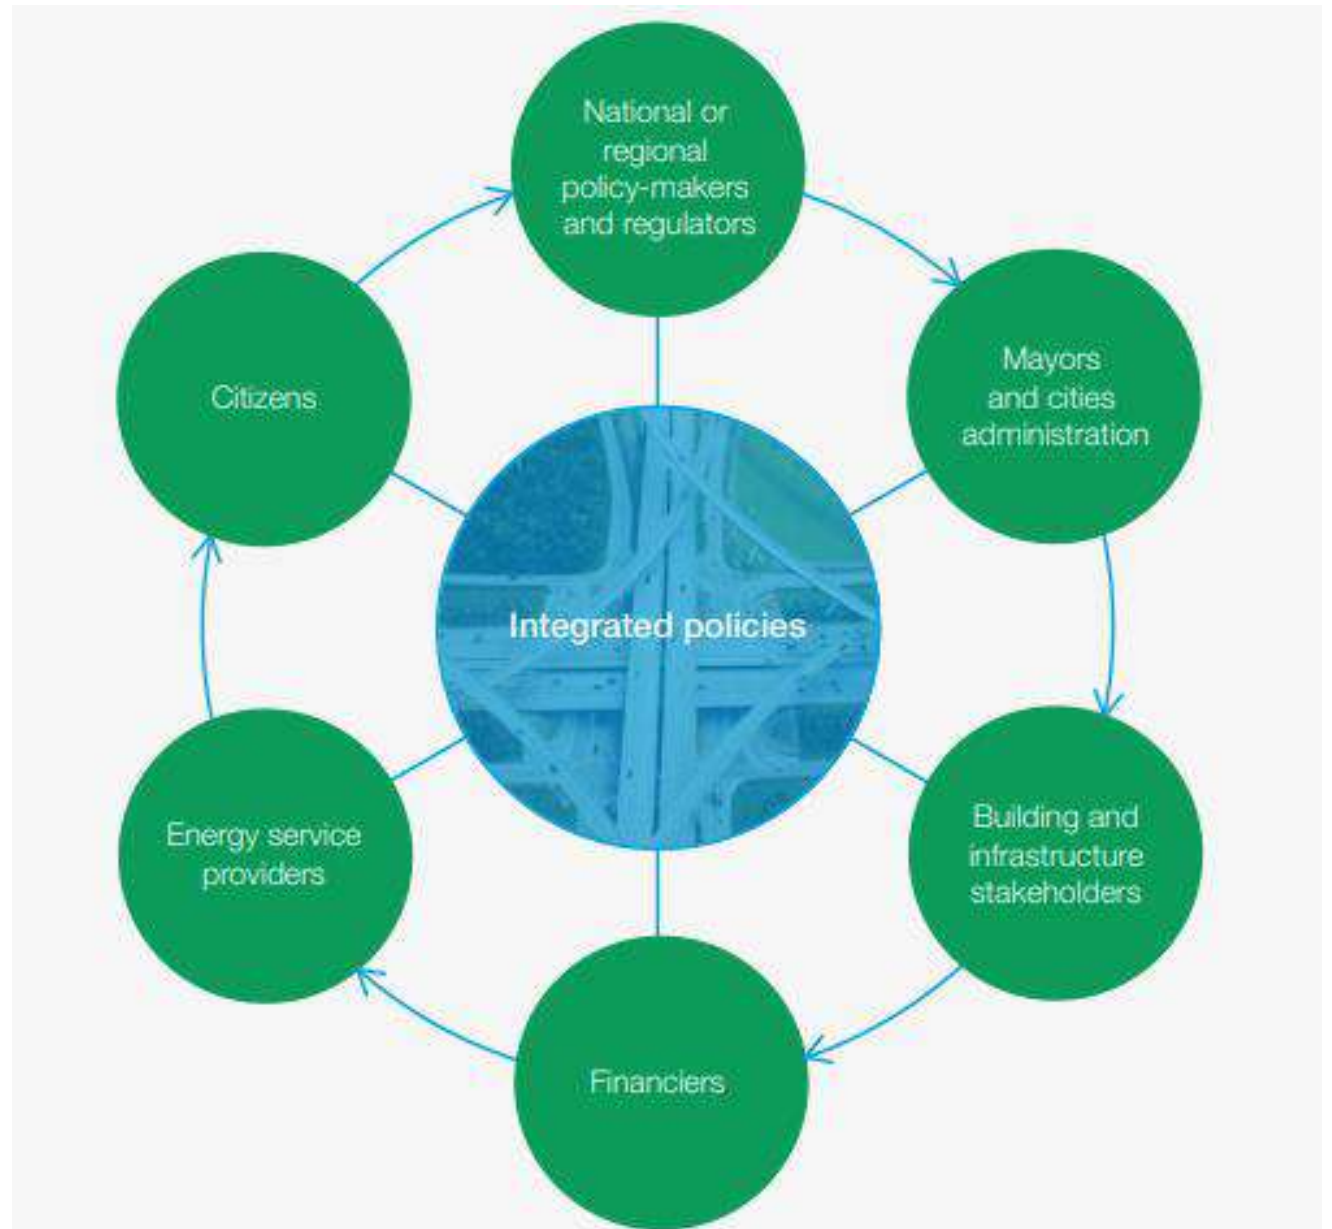 National or
regional
policy-makers
and regulators
Mayors
and cities
administration
Citizens
Integrated policies
Building and
infrastructure
stakeholders
Energy service
providers
Financiers